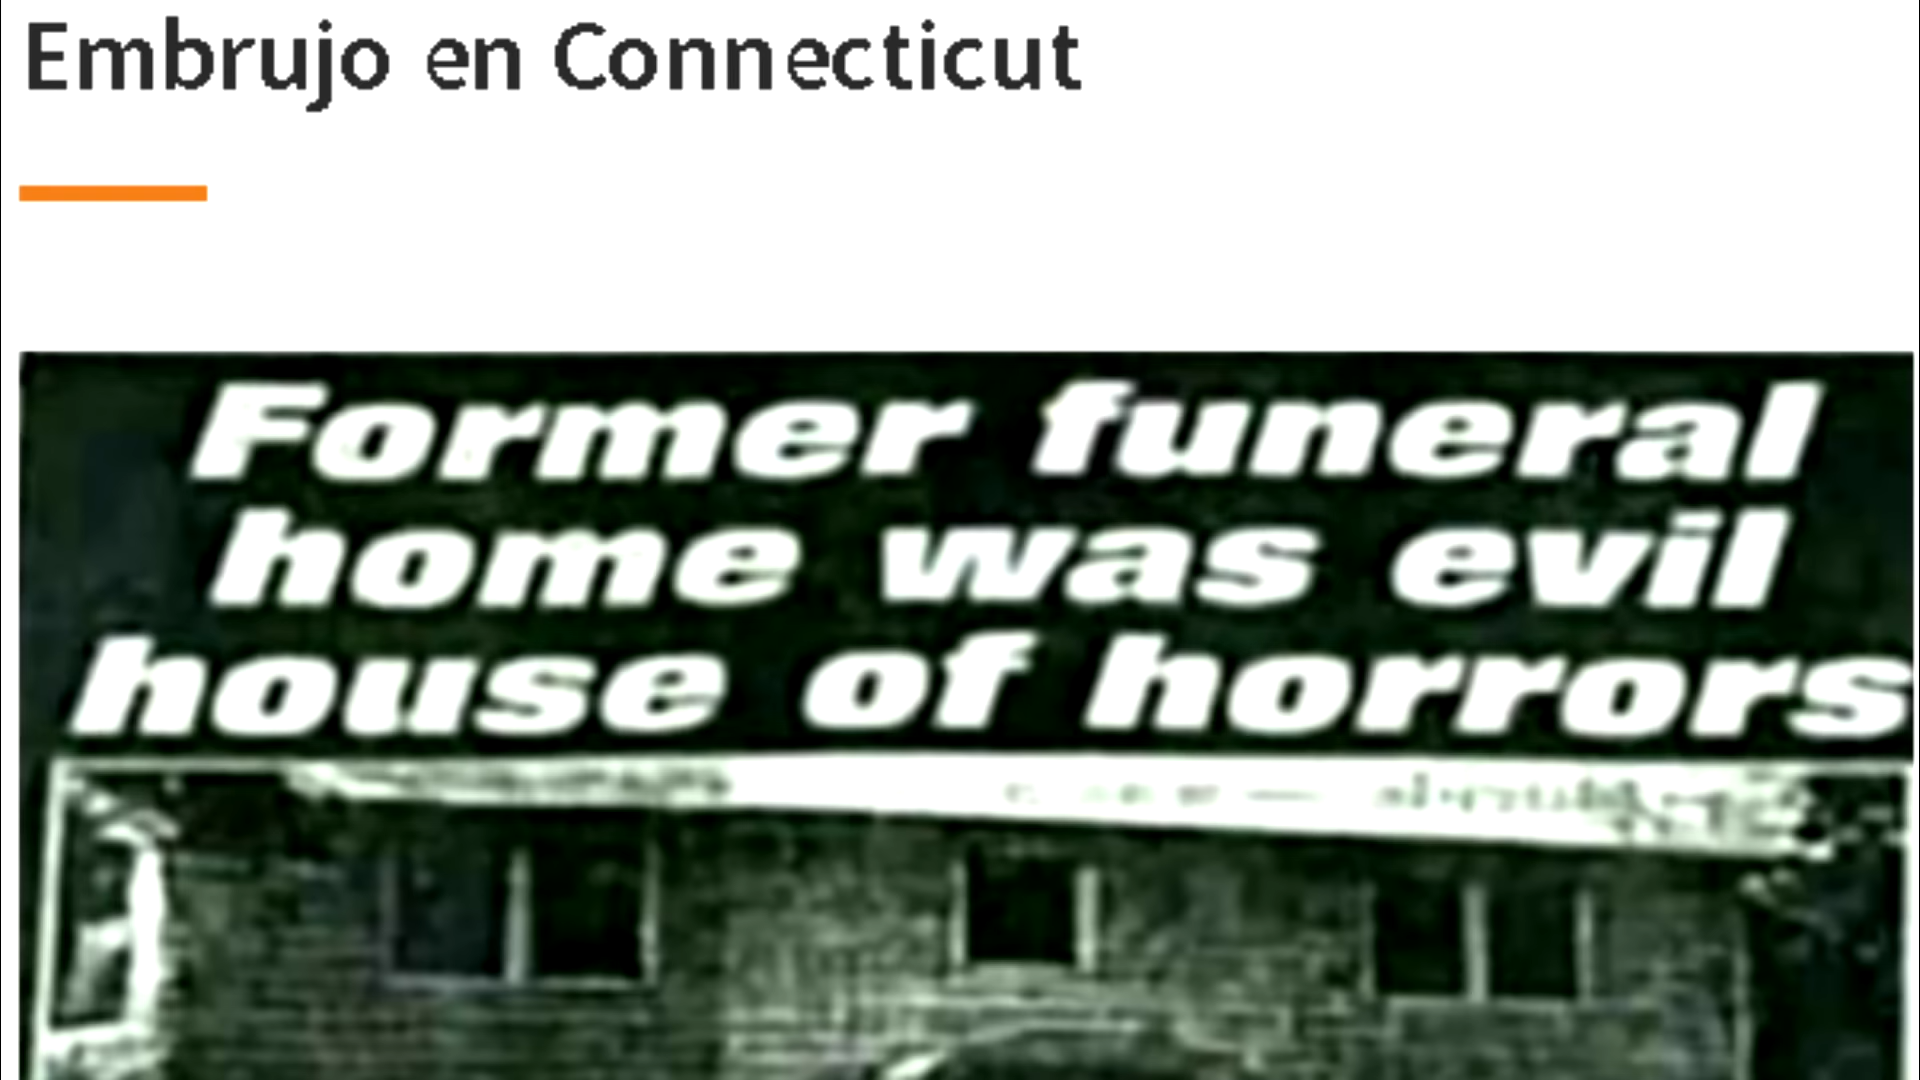 Embrujo en Connecticut
Former funeral
home was evil
house of horrors